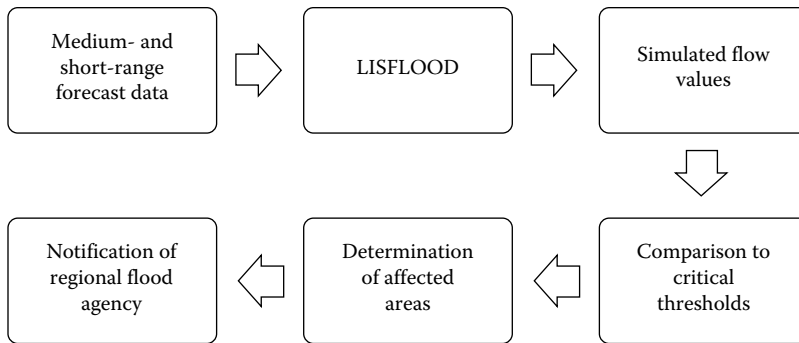 Medium- and
short-range
forecast data
LISFLOOD
Simulated flow
values
Comparison to
critical
thresholds
Determination
of affected
areas
Notification of
regional flood
agency